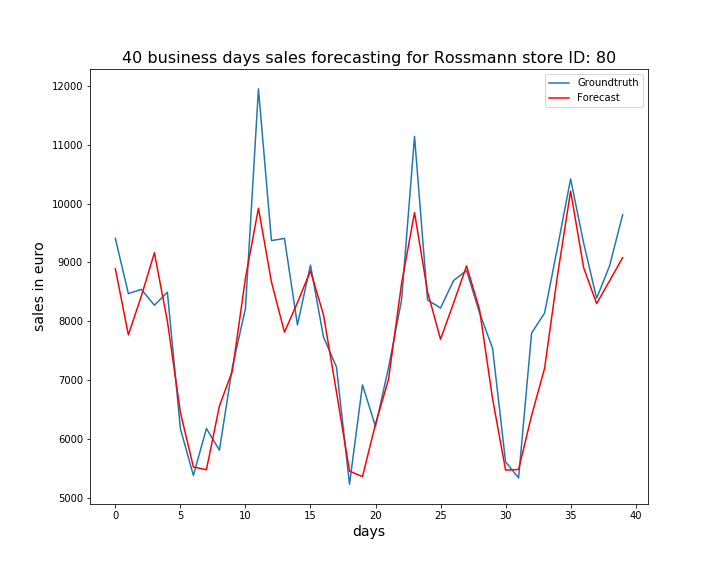 40 business days sales forecasting for Rossmann store ID: 80
Groundtruth
Forecast
sales in euro
12000
11000
10000
9000
8000
7000
6000
5000
0 5 10 15 20 25 30 35 40
days